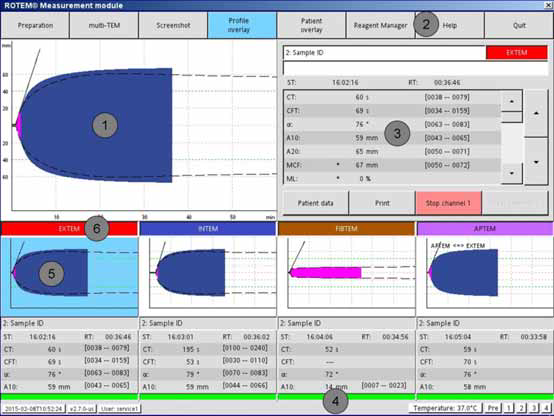 ROTEM® Measurement module
Preparation multi-TEM Screenshot Profile overlay Patient overlay Reagent Manager 2 Help Quit
mm
60
40
20
0
20
40
60
10 20 30 40 50 min
1
2: Sample ID EXTEM
ST: 16:02:16 RT: 00:36:46
CT: 60 s [0038 -- 0079]
CFT: 69 s [0034 -- 0159]
α: 76 ° [0063 -- 0083]
A10: 59 mm [0043 -- 0065]
A20: 65 mm [0050 -- 0071]
MCF: * 67 mm [0050 -- 0072]
ML: * 0 %
3
Patient data Print Stop channel 1
6
EXTEM INTEM FIBTEM APTEM
5
APTEM <=> EXTEM
2: Sample ID 2: Sample ID 2: Sample ID 2: Sample ID
ST: 16:02:16 RT: 00:36:46 ST: 16:03:01 RT: 00:36:02 ST: 16:04:06 RT: 00:34:56 ST: 16:05:04 RT: 00:33:58
CT: 60 s [0038 -- 0079] CT: 195 s [0100 -- 0240] CT: 52 s CT: 59 s
CFT: 69 s [0034 -- 0159] CFT: 53 s [0030 -- 0110] CFT: --- CFT: 70 s
α: 76 ° [0063 -- 0083] α: 79 ° [0070 -- 0083] α: 72 ° α: 76 °
A10: 59 mm [0043 -- 0065] A10: 59 mm [0044 -- 0066] A10: 14 mm [0007 -- 0023] A10: 58 mm
4
2015-02-08T10:52:24 v2.7.0-us User: service1 Temperature: 37.0°C Pre 1 2 3 4